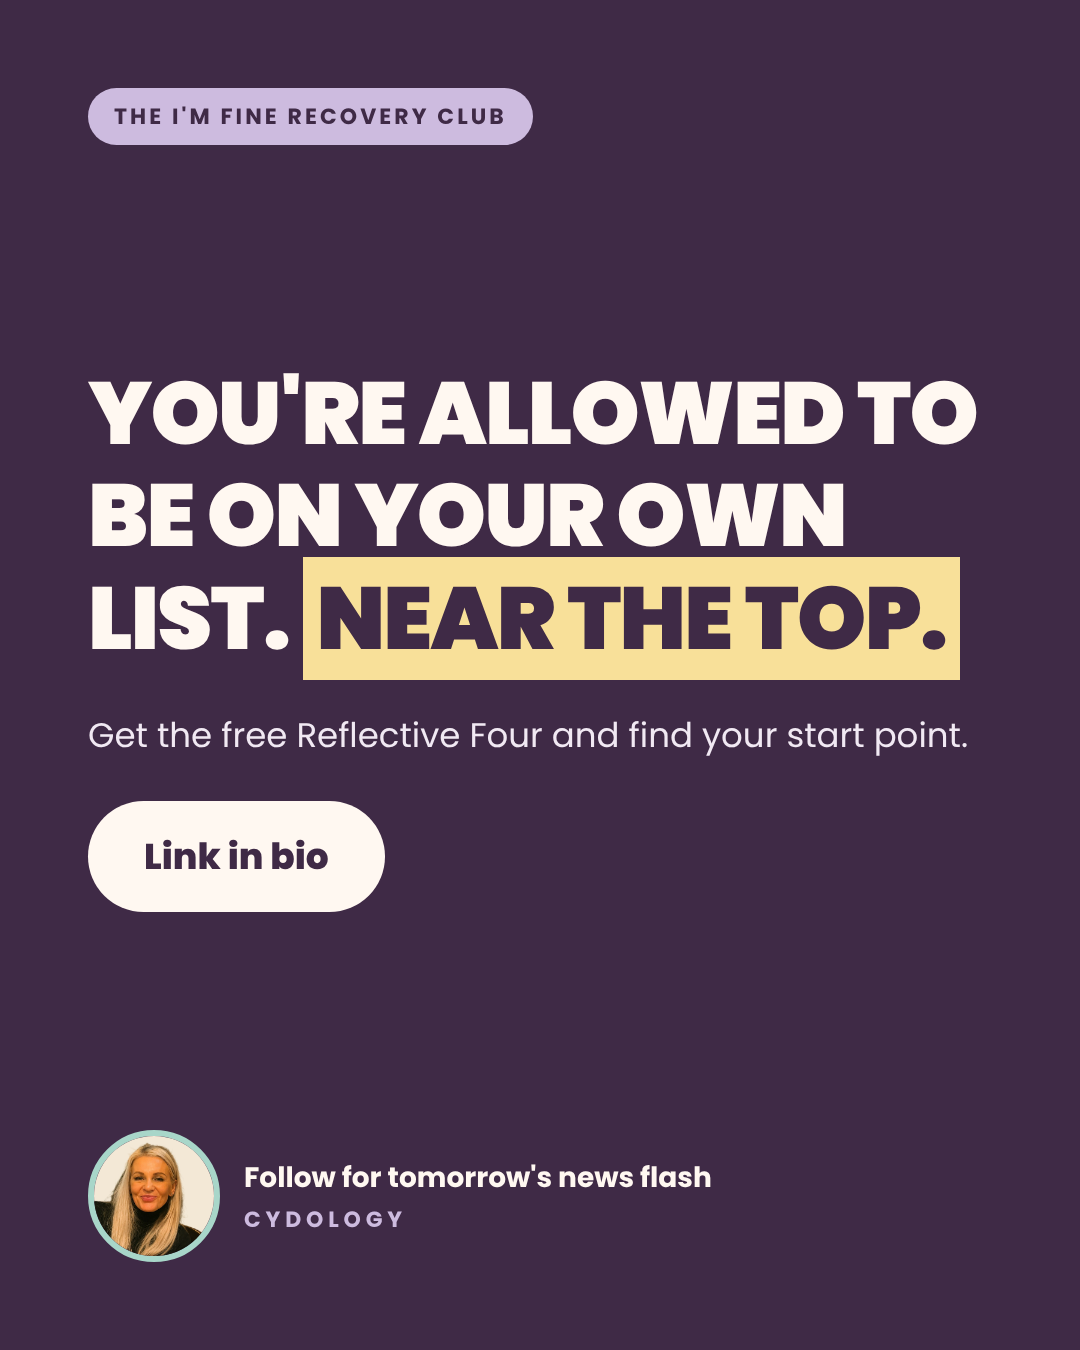 THE I'M FINE RECOVERY CLUB
YOU'RE ALLOWED TO
BE ON YOUR OWN
LIST. NEAR THE TOP.
Get the free Reflective Four and find your start point.
Link in bio
Follow for tomorrow's news flash
CYDOLOGY